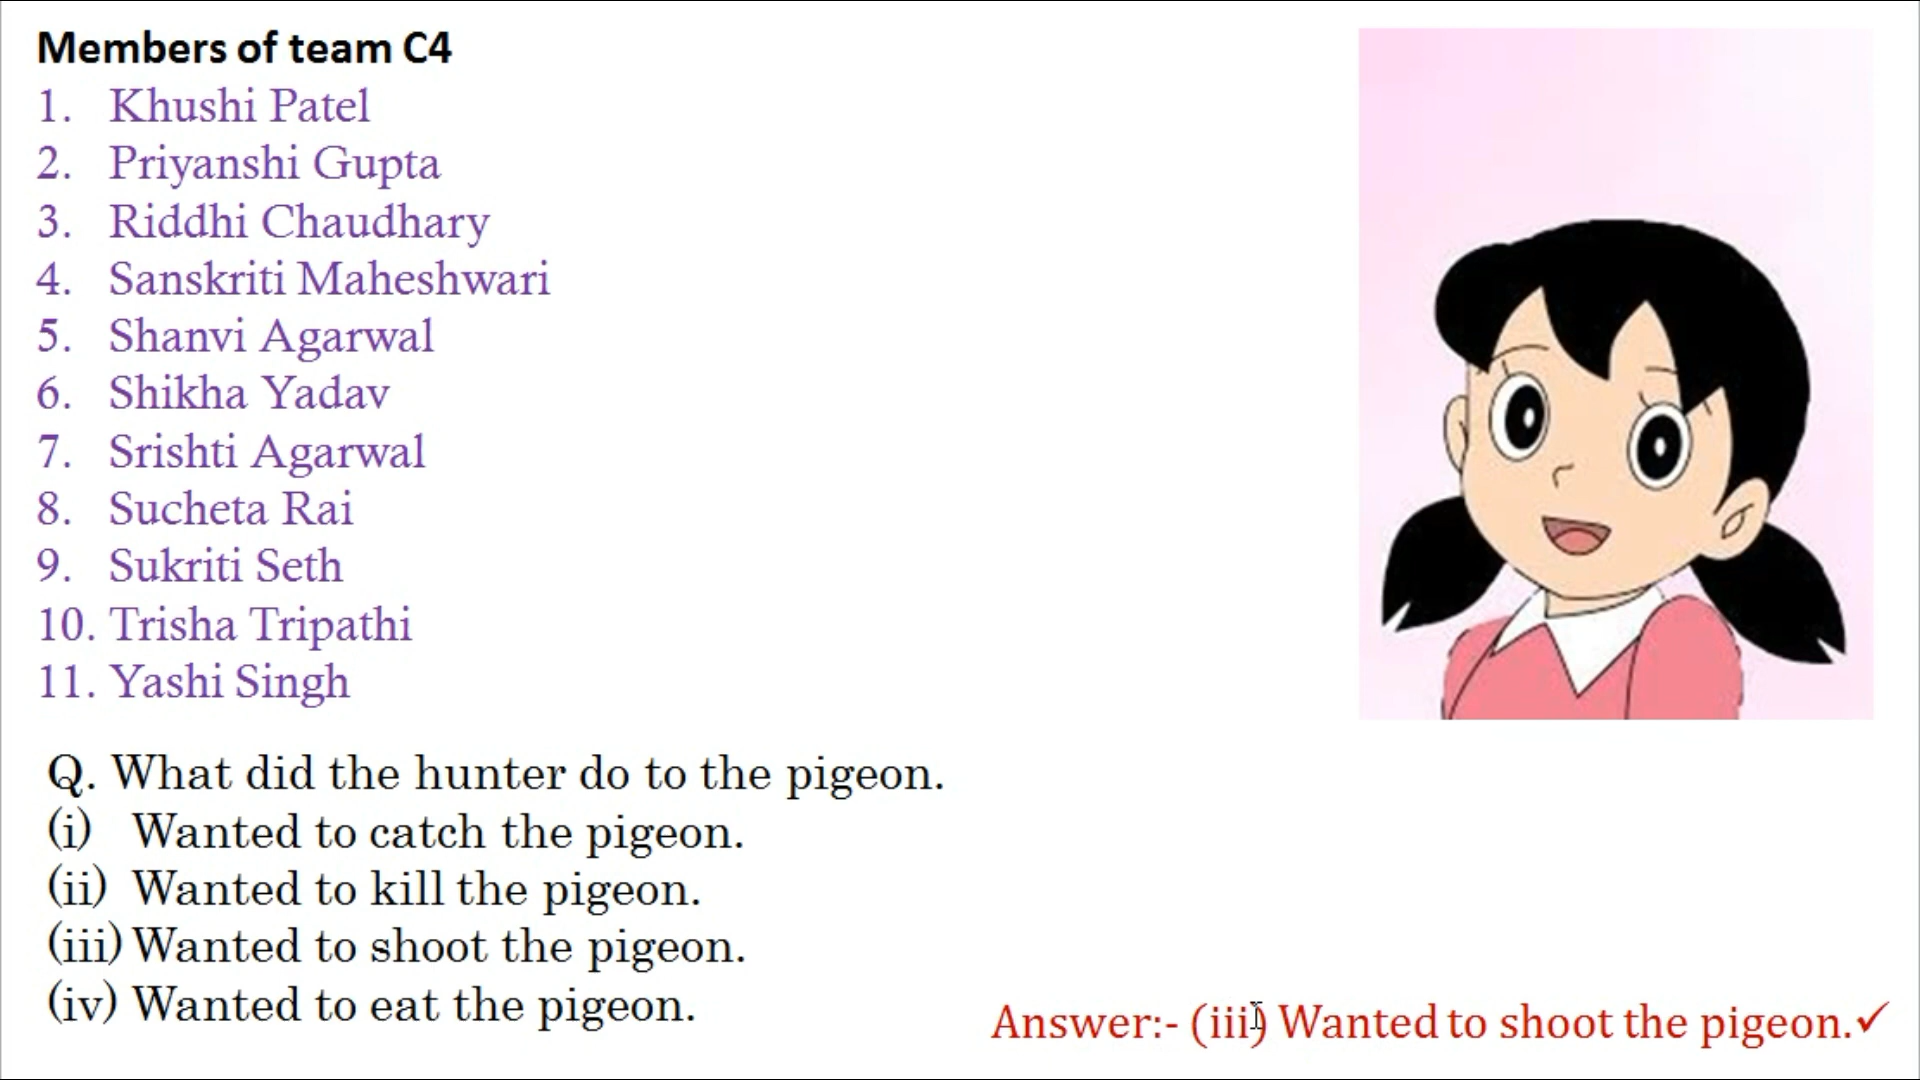 Members of team C4
1. Khushi Patel
2. Priyanshi Gupta
3. Riddhi Chaudhary
4. Sanskriti Maheshwari
5. Shanvi Agarwal
6. Shikha Yadav
7. Srishti Agarwal
8. Sucheta Rai
9. Sukriti Seth
10. Trisha Tripathi
11. Yashi Singh
Q. What did the hunter do to the pigeon.
(i) Wanted to catch the pigeon.
(ii) Wanted to kill the pigeon.
(iii) Wanted to shoot the pigeon.
(iv) Wanted to eat the pigeon.
Answer:- (iii) Wanted to shoot the pigeon.✓